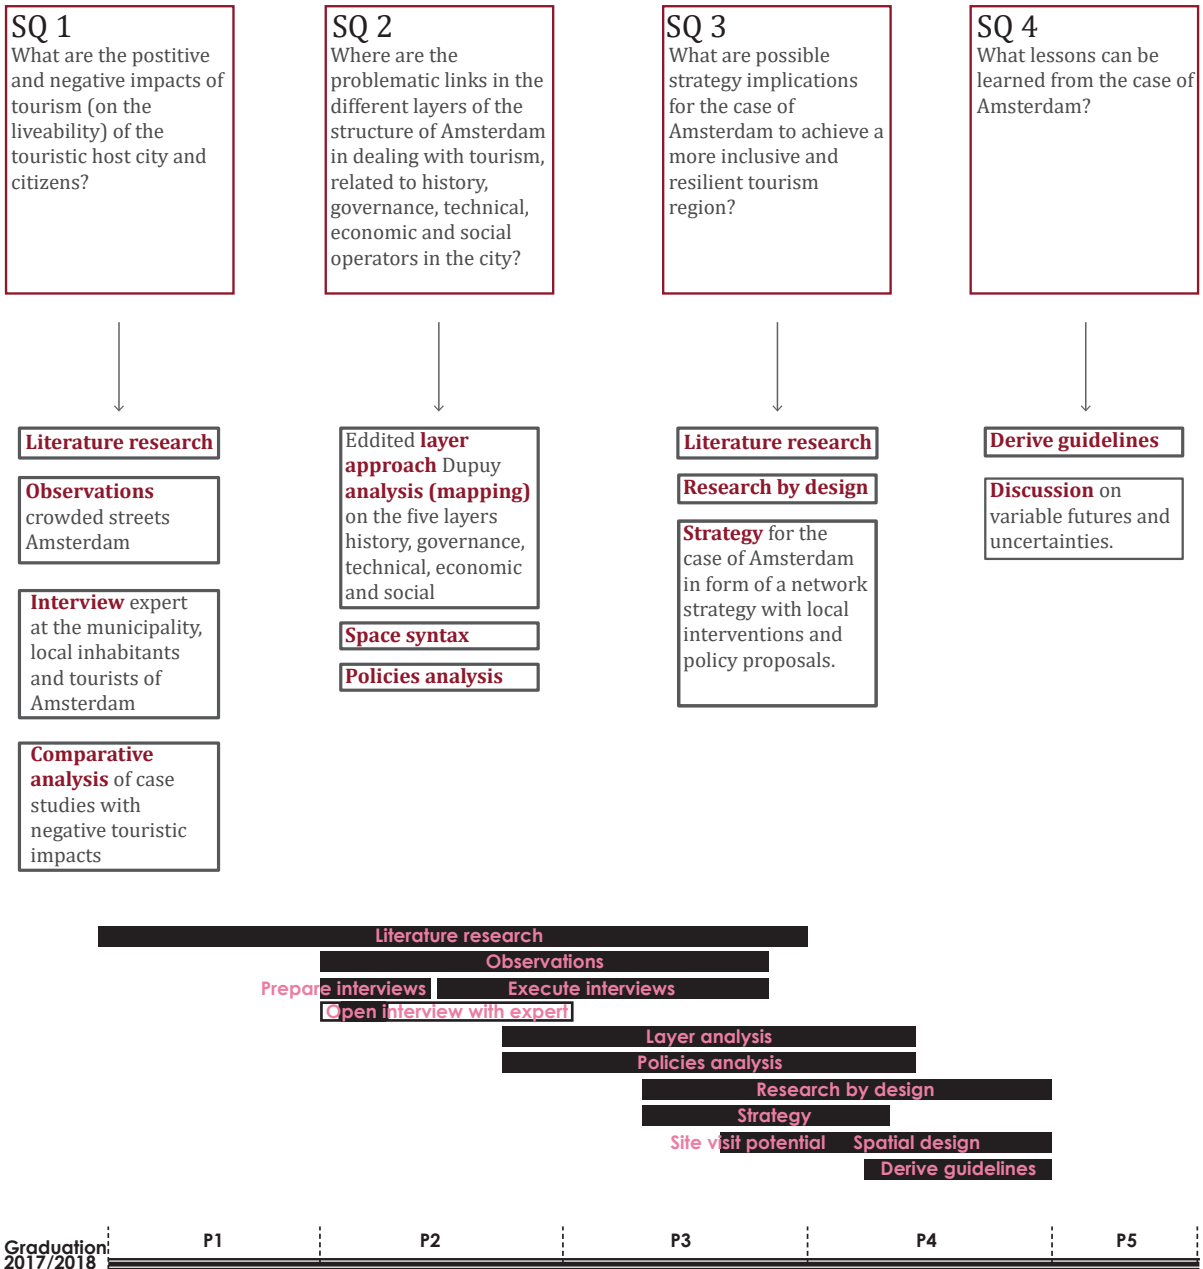 SQ 1
What are the postitive
and negative impacts of
tourism (on the
liveability) of the
touristic host city and
citizens?
SQ 2
Where are the
problematic links in the
different layers of the
structure of Amsterdam
in dealing with tourism,
related to history,
governance, technical,
economic and social
operators in the city?
SQ 3
What are possible
strategy implications
for the case of
Amsterdam to achieve a
more inclusive and
resilient tourism
region?
SQ 4
What lessons can be
learned from the case of
Amsterdam?
Literature research
Observations
crowded streets
Amsterdam
Interview expert
at the municipality,
local inhabitants
and tourists of
Amsterdam
Comparative
analysis of case
studies with
negative touristic
impacts
Eddited layer
approach Dupuy
analysis (mapping)
on the five layers
history, governance,
technical, economic
and social
Space syntax
Policies analysis
Literature research
Research by design
Strategy for the
case of Amsterdam
in form of a network
strategy with local
interventions and
policy proposals.
Derive guidelines
Discussion on
variable futures and
uncertainties.
Literature research
Observations
Prepare interviews
Execute interviews
Open interview with expert
Layer analysis
Policies analysis
Research by design
Strategy
Site visit potential
Spatial design
Derive guidelines
Graduation
2017/2018
P1
P2
P3
P4
P5